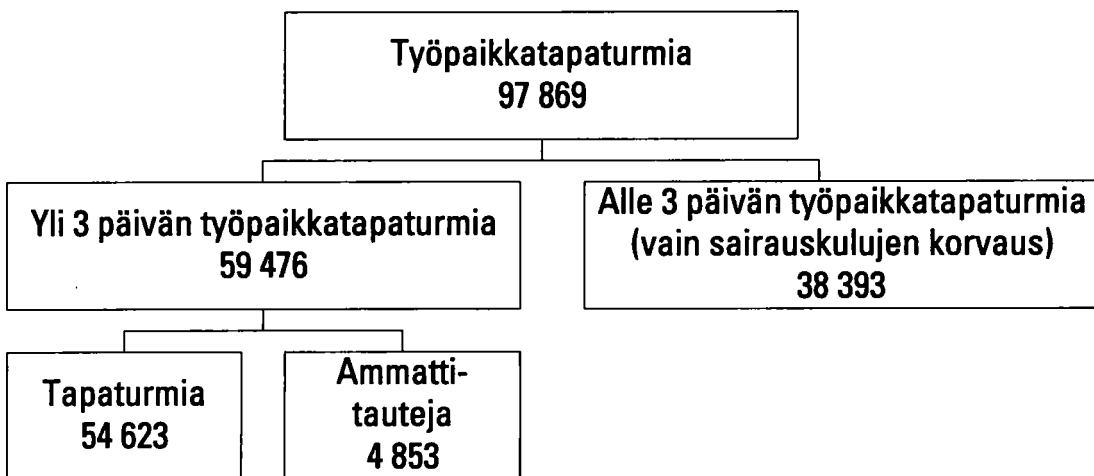 Työpaikkatapaturmia
97 869
Yli 3 päivän työpaikkatapaturmia
59 476
Alle 3 päivän työpaikkatapaturmia
(vain sairauskulujen korvaus)
38 393
Tapaturmia
54 623
Ammatti-
tauteja
4 853